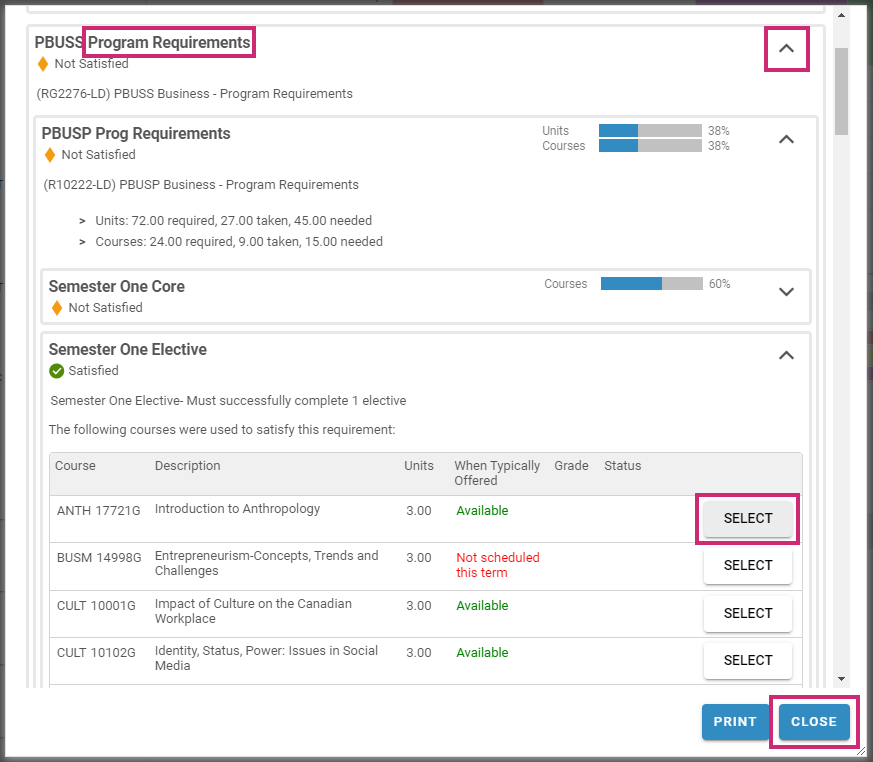 PBUSS Program Requirements
Not Satisfied
(RG2276-LD) PBUSS Business - Program Requirements
PBUSP Prog Requirements
Units 38%
Courses 38%
Not Satisfied
(R10222-LD) PBUSP Business - Program Requirements
> Units: 72.00 required, 27.00 taken, 45.00 needed
> Courses: 24.00 required, 9.00 taken, 15.00 needed
Semester One Core
Courses 60%
Not Satisfied
Semester One Elective
Satisfied
Semester One Elective- Must successfully complete 1 elective
The following courses were used to satisfy this requirement:
Course Description Units When Typically Grade Status
Offered
ANTH 17721G Introduction to Anthropology 3.00 Available SELECT
BUSM 14998G Entrepreneurism-Concepts, Trends and 3.00 Not scheduled SELECT
Challenges this term
CULT 10001G Impact of Culture on the Canadian 3.00 Available SELECT
Workplace
CULT 10102G Identity, Status, Power: Issues in Social 3.00 Available SELECT
Media
PRINT CLOSE